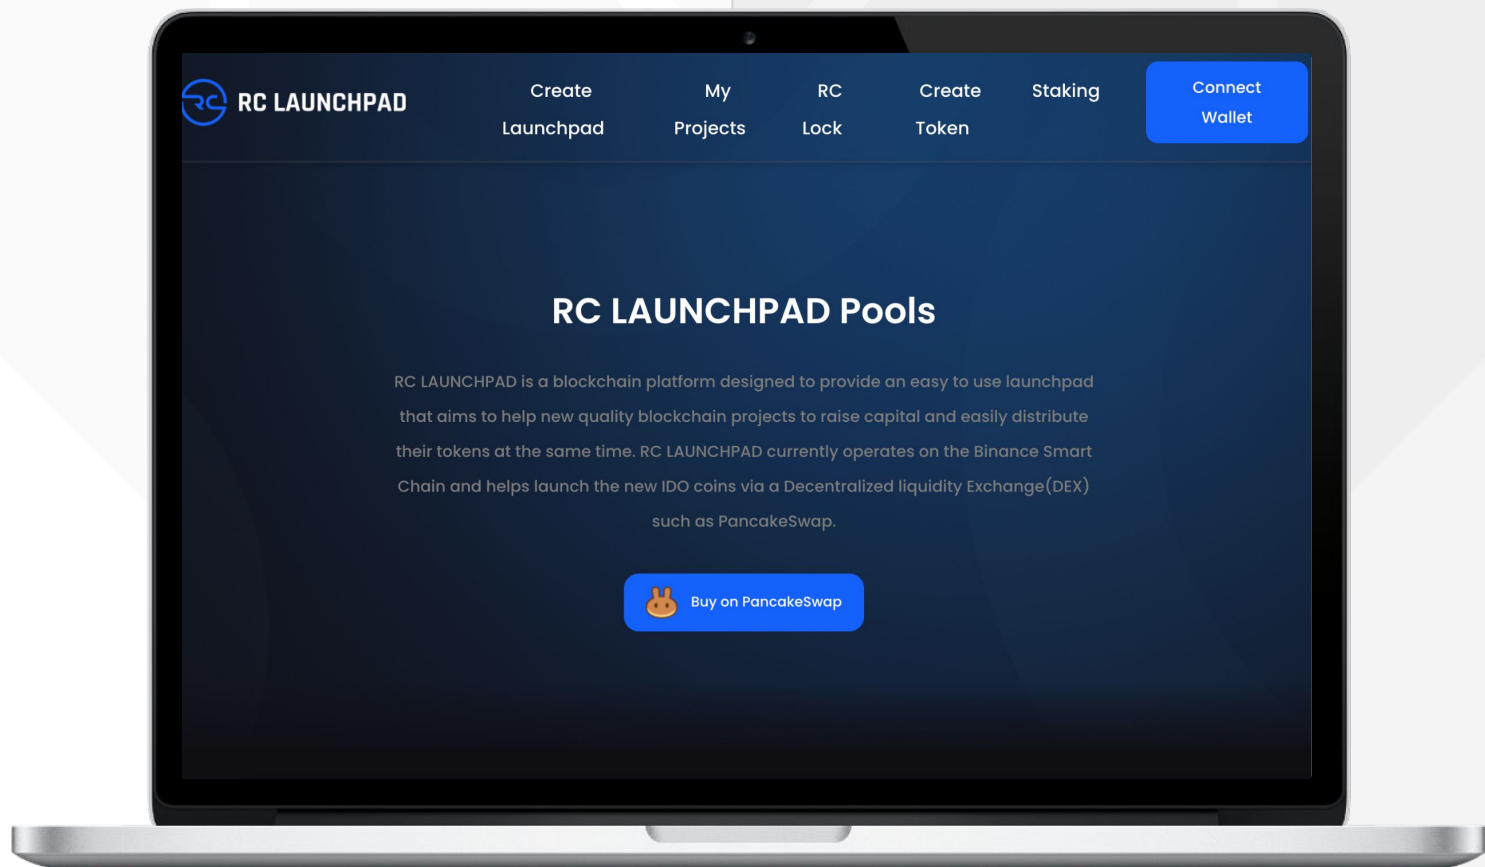 RC LAUNCHPAD
Create Launchpad
My Projects
RC Lock
Create Token
Staking
Connect Wallet
RC LAUNCHPAD Pools
RC LAUNCHPAD is a blockchain platform designed to provide an easy to use launchpad
that aims to help new quality blockchain projects to raise capital and easily distribute
their tokens at the same time. RC LAUNCHPAD currently operates on the Binance Smart
Chain and helps launch the new IDO coins via a Decentralized liquidity Exchange(DEX)
such as PancakeSwap.
Buy on PancakeSwap